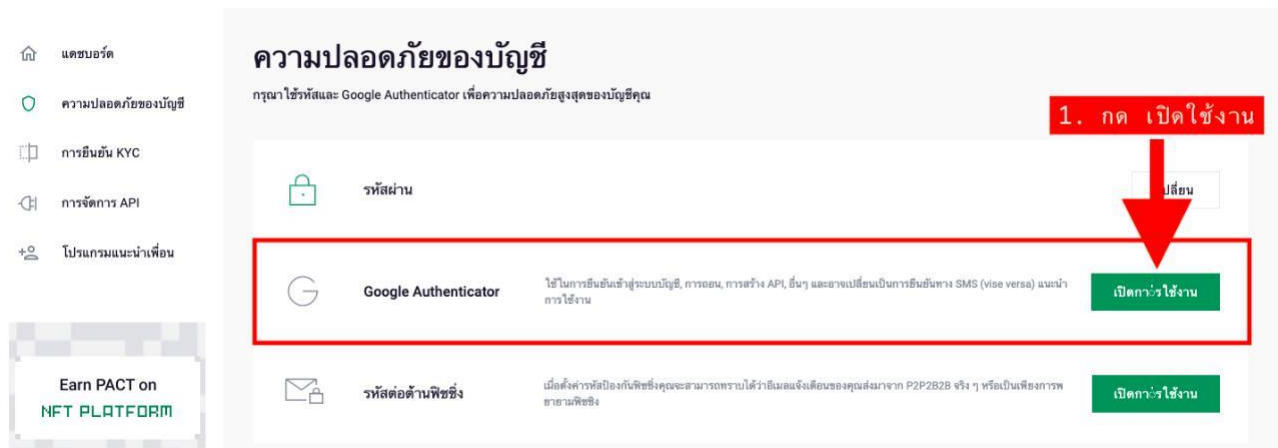 แดชบอร์ด
ความปลอดภัยของบัญชี
การยืนยัน KYC
การจัดการ API
โปรแกรมแนะนำเพื่อน
Earn PACT on
NFT PLATFORM
ความปลอดภัยของบัญชี
กรุณาใช้รหัสและ Google Authenticator เพื่อความปลอดภัยสูงสุดของบัญชีคุณ
1. กด เปิดใช้งาน
รหัสผ่าน
Google Authenticator
ใช้ในการยืนยันเข้าสู่ระบบบัญชี, การถอน, การสร้าง API, อื่นๆ และอาจเปลี่ยนเป็นการยืนยันทาง SMS (vise versa) แนะนำ
การใช้งาน
เปิดก่ารใช้งาน
รหัสต่อต้านฟิชชิ่ง
เมื่อตั้งค่ารหัสป้องกันฟิชชิ่งคุณจะสามารถทราบได้ว่าอีเมลแจ้งเตือนของคุณส่งมาจาก P2P2B2B จริง ๆ หรือเป็นเพียงการพ
ยายามฟิชชิง
เปิดก่ารใช้งาน